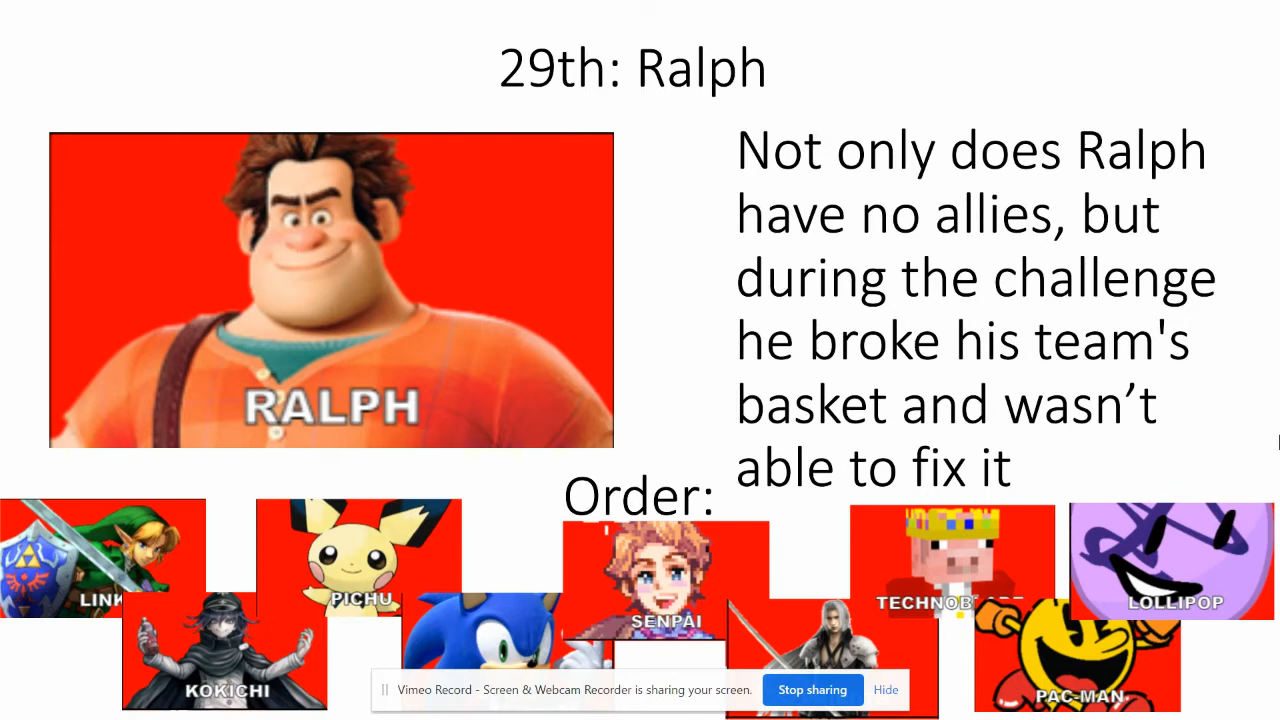 29th: Ralph
RALPH
Not only does Ralph
have no allies, but
during the challenge
he broke his team's
basket and wasn’t
able to fix it
Order:
LINK
PICHU
SENPAI
LOLLIPOP
KOKICHI
PAC-MAN
Vimeo Record - Screen & Webcam Recorder is sharing your screen.
Stop sharing
Hide